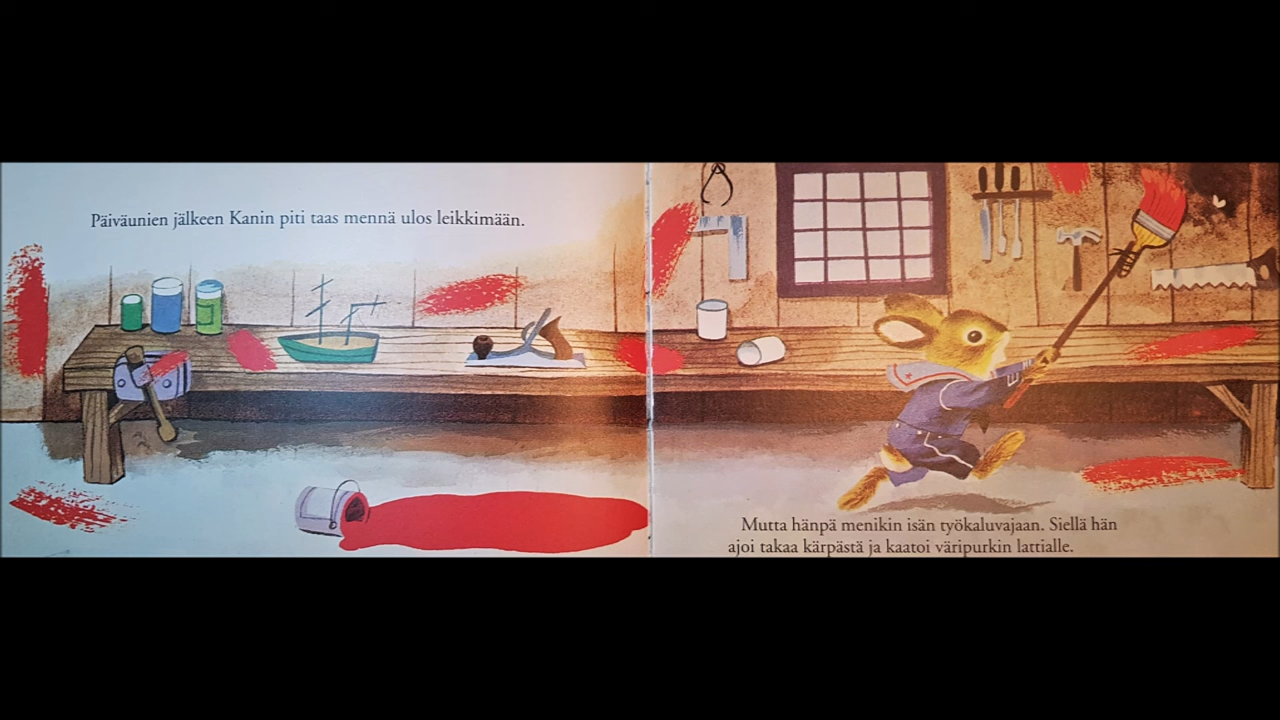 Päiväunien jälkeen Kanin piti taas mennä ulos leikkimään.
Mutta hänpä menikin isän työkaluvajaan. Siellä hän
ajoi takaa kärpästä ja kaatoi väripurkin lattialle.